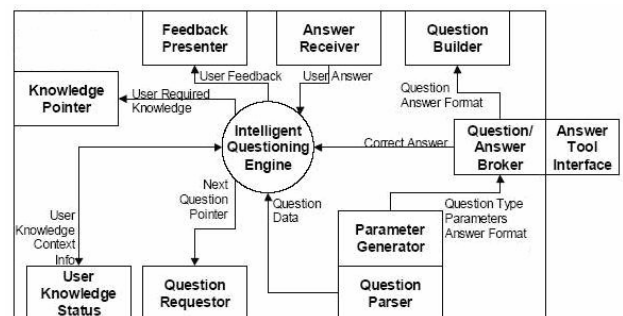 Feedback
Presenter
Answer
Receiver
Question
Builder
User Feedback
User Answer
Knowledge
Pointer
User Required
Knowledge
Question
Answer Format
Intelligent
Questioning
Engine
Correct Answer
Question/
Answer
Broker
Answer
Tool
Interface
Next
Question
Pointer
Question
Data
Question Type
Parameters
Answer Format
User
Knowledge
Context
Info
Parameter
Generator
User
Knowledge
Status
Question
Requestor
Question
Parser